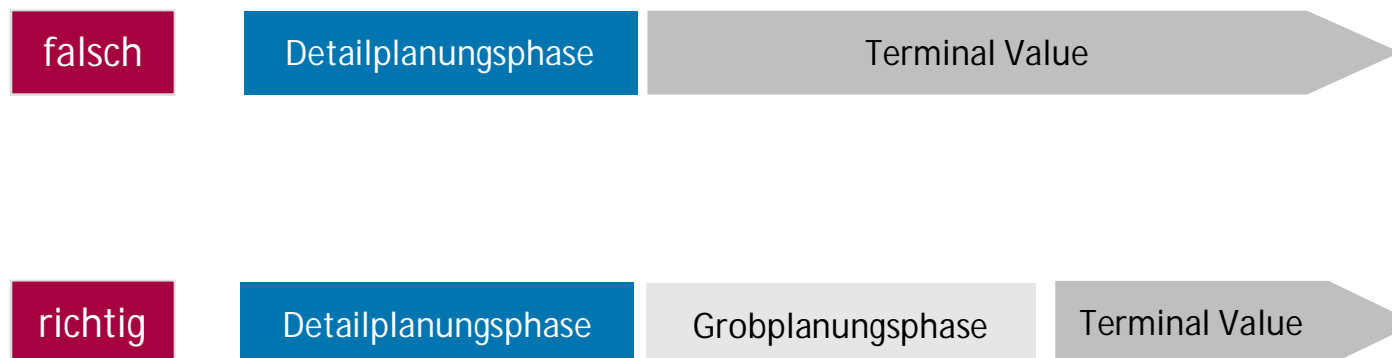 falsch
Detailplanungsphase
Terminal Value
richtig
Detailplanungsphase
Grobplanungsphase
Terminal Value